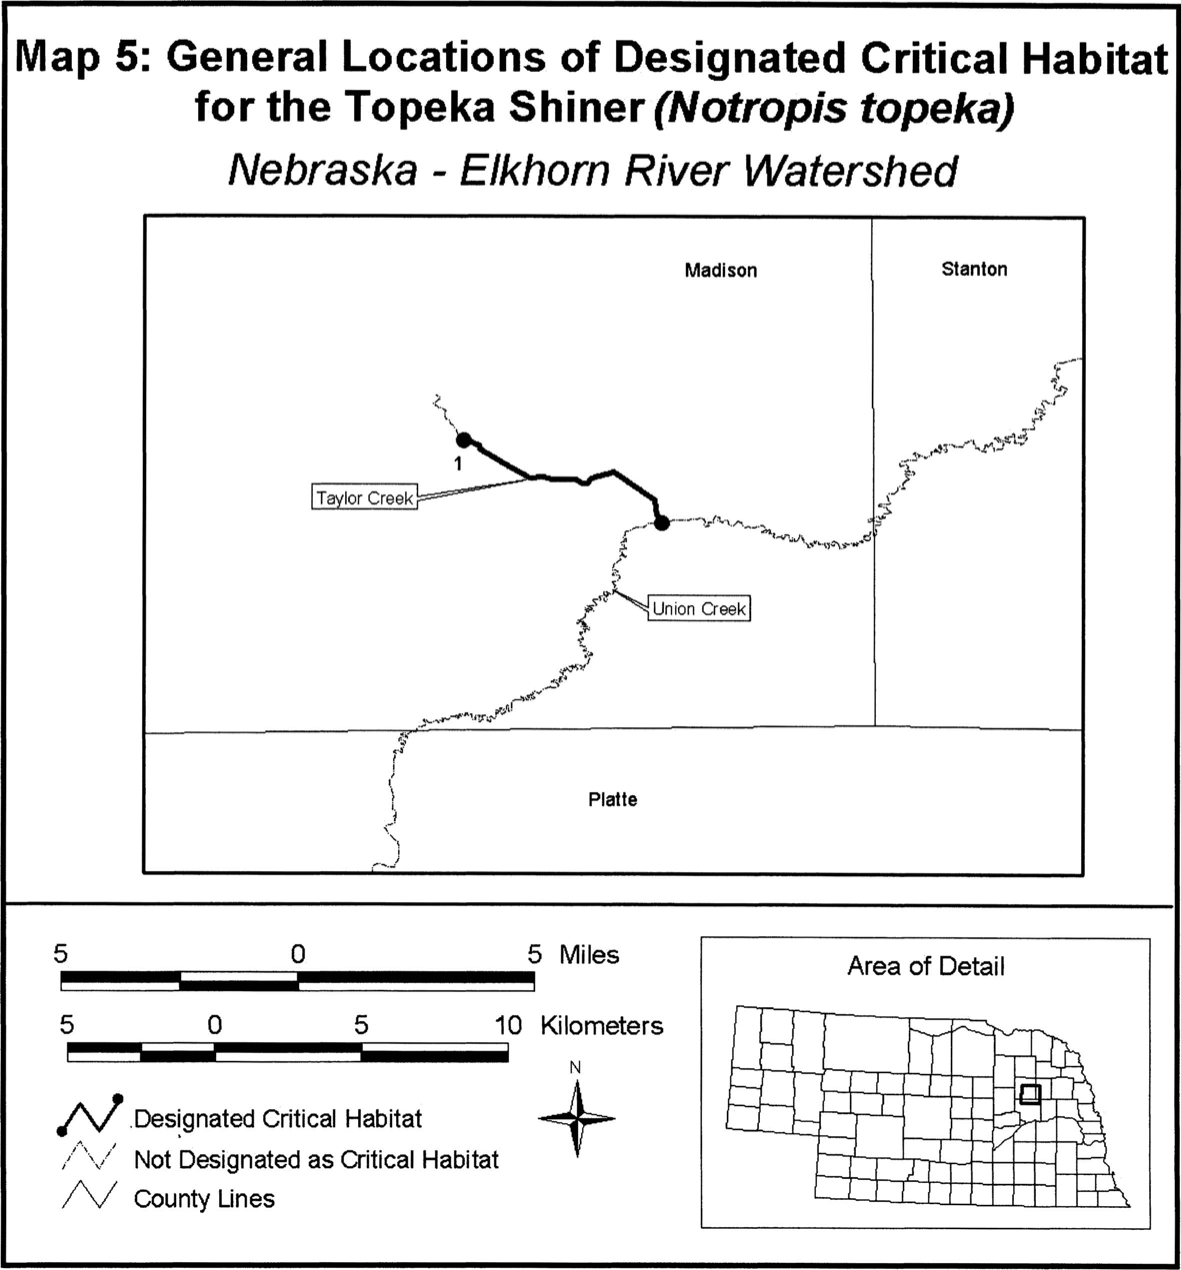 Map 5: General Locations of Designated Critical Habitat
for the Topeka Shiner (Notropis topeka)
Nebraska - Elkhorn River Watershed
Madison
Stanton
1
Taylor Creek
Union Creek
Platte
5 0 5 Miles
5 0 5 10 Kilometers
N
Designated Critical Habitat
Not Designated as Critical Habitat
County Lines
Area of Detail